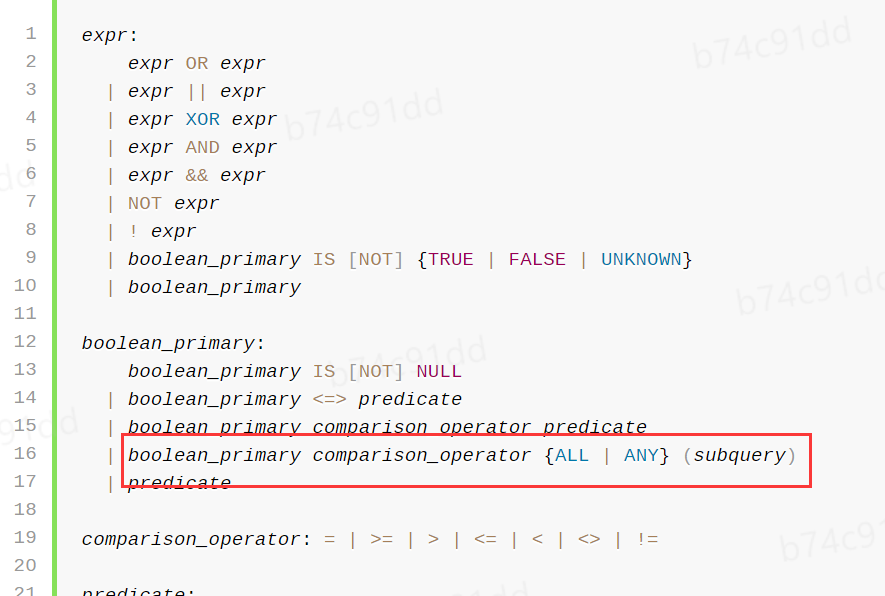 1 expr:
2 expr OR expr
3 | expr || expr
4 | expr XOR expr
5 | expr AND expr
6 | expr && expr
7 | NOT expr
8 | ! expr
9 | boolean_primary IS [NOT] {TRUE | FALSE | UNKNOWN}
10 | boolean_primary
11
12 boolean_primary:
13 boolean_primary IS [NOT] NULL
14 | boolean_primary <=> predicate
15 | boolean_primary comparison_operator predicate
16 | boolean_primary comparison_operator {ALL | ANY} (subquery)
17 | predicate
18
19 comparison_operator: = | >= | > | <= | < | <> | !=
20
21 predicate:
b74c91dd
b74c91dd
b74c91dd
b74c91dd